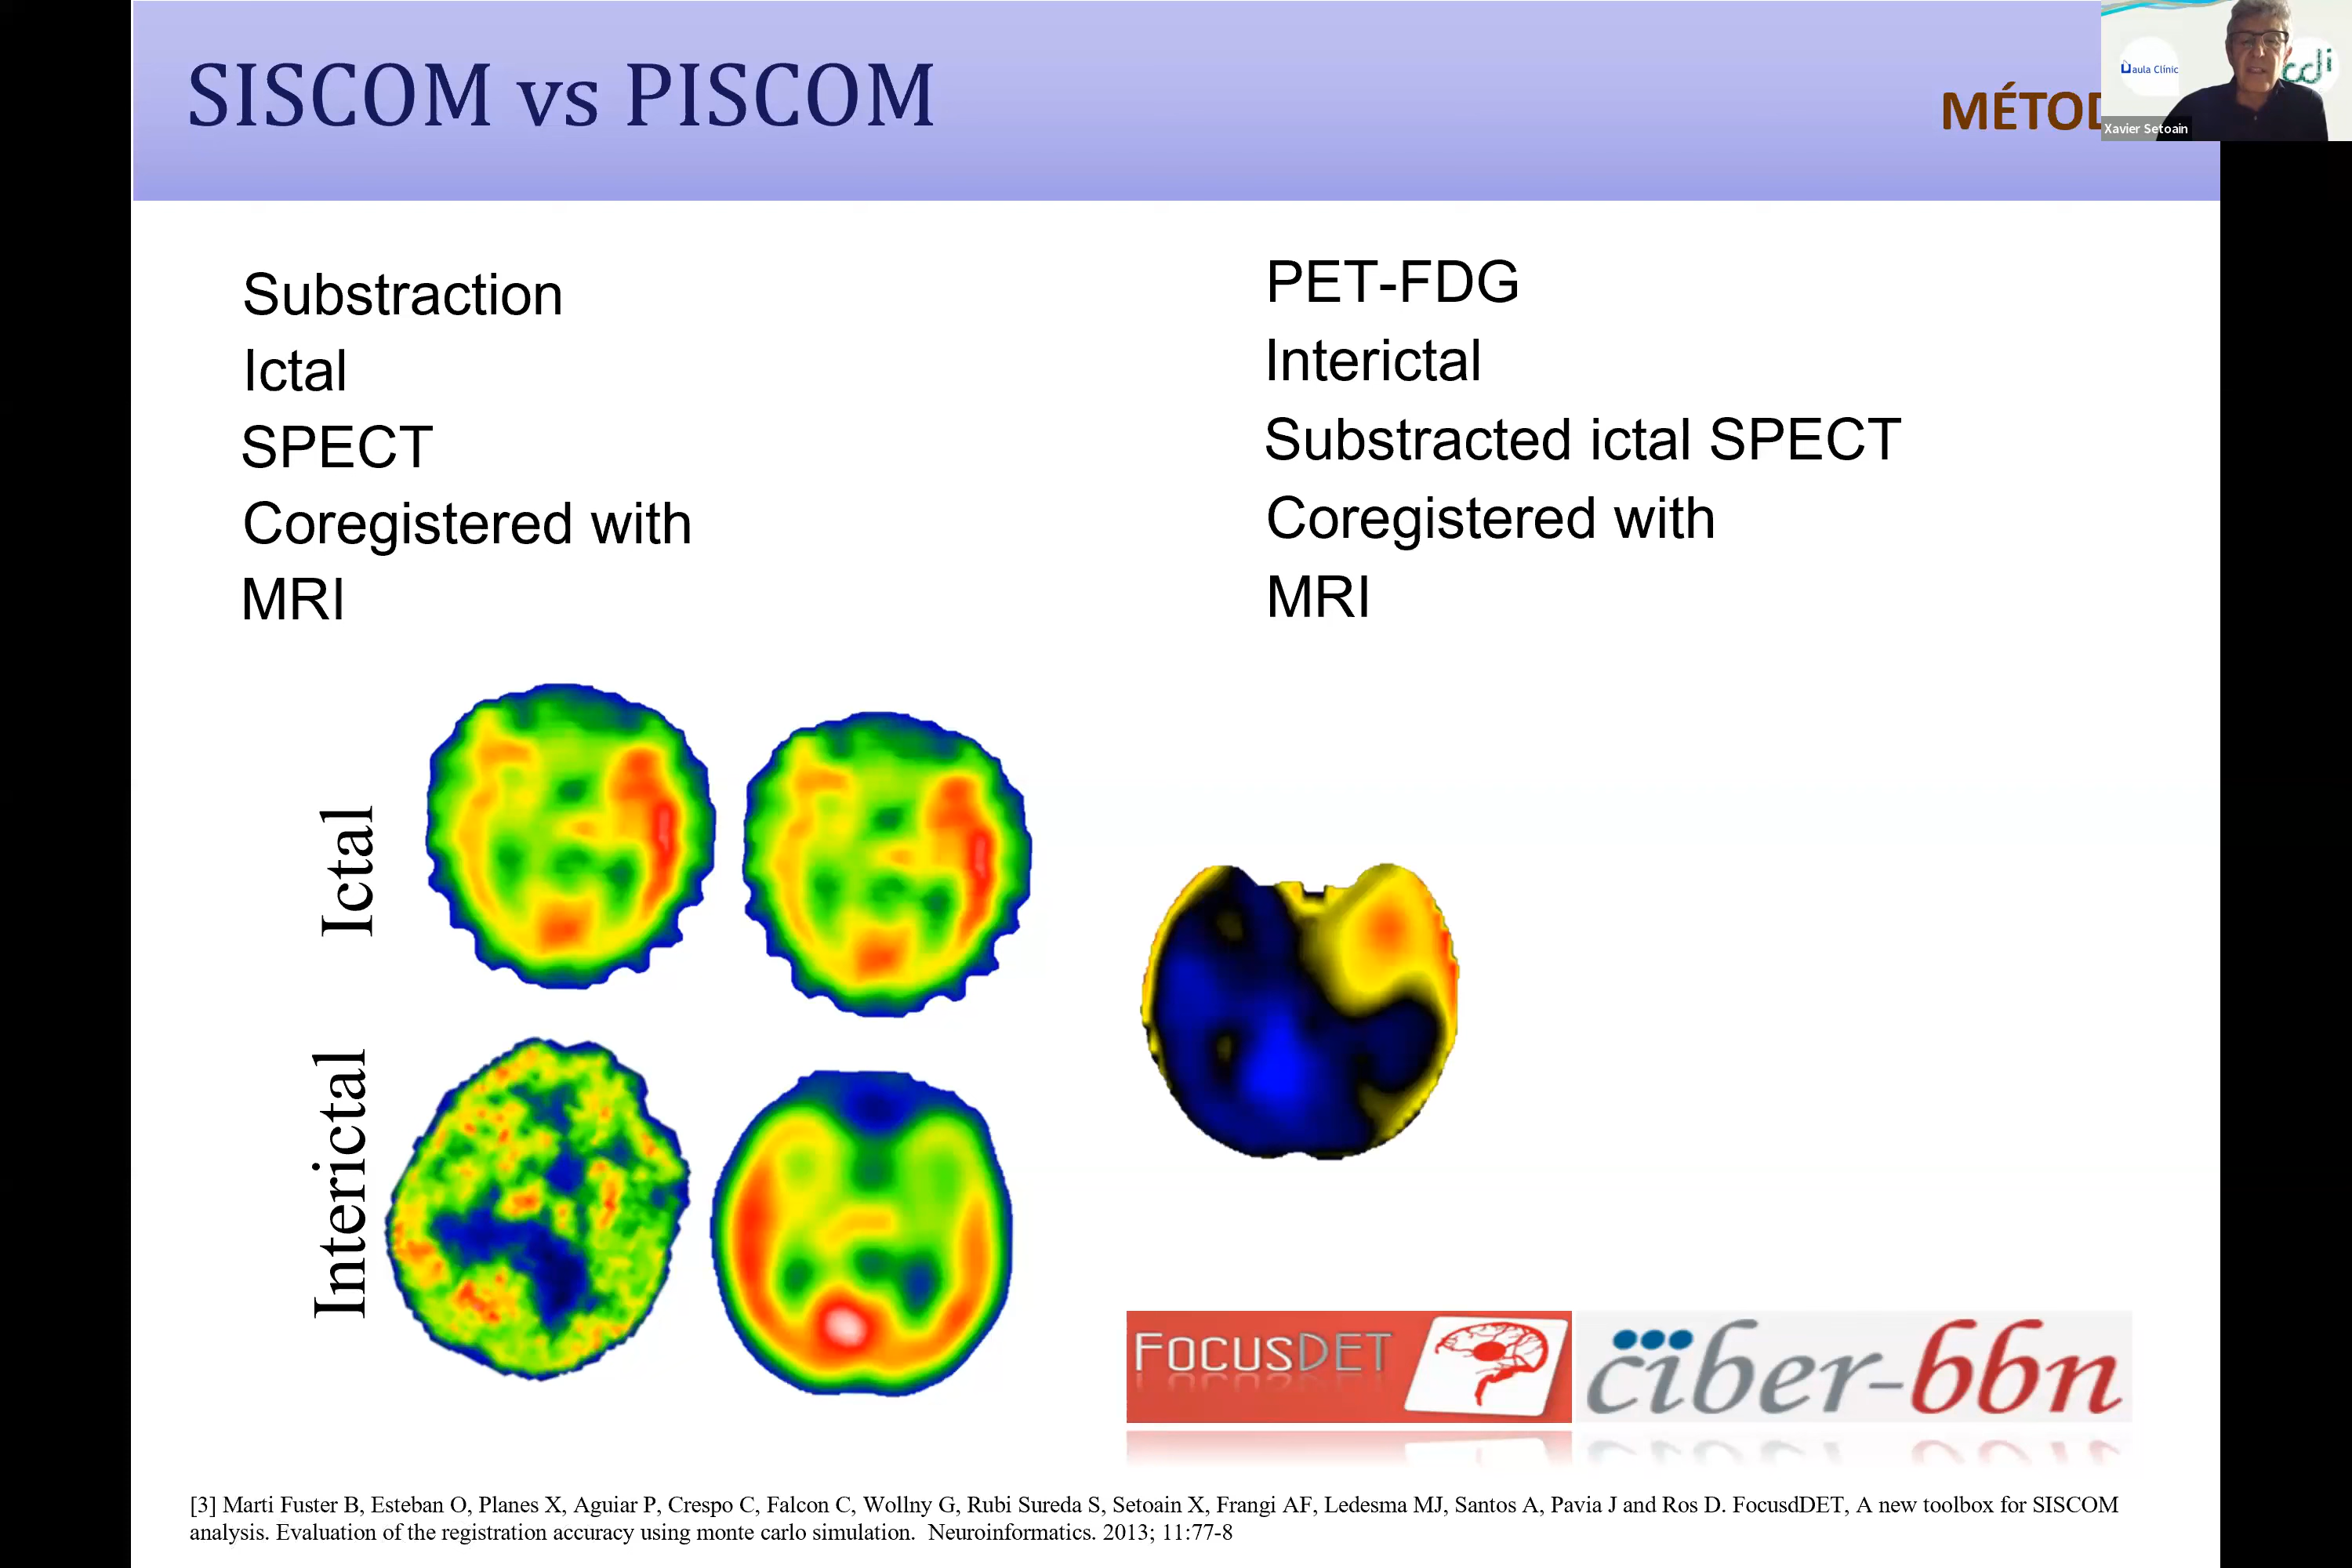 SISCOM vs PISCOM
MÉTOD
aula Clínic
cdi
Xavier Setoain
Substraction
Ictal
SPECT
Coregistered with
MRI
PET-FDG
Interictal
Substracted ictal SPECT
Coregistered with
MRI
Ictal
Interictal
FOCUSDET
ciber-bbn
[3] Marti Fuster B, Esteban O, Planes X, Aguiar P, Crespo C, Falcon C, Wollny G, Rubi Sureda S, Setoain X, Frangi AF, Ledesma MJ, Santos A, Pavia J and Ros D. FocusdDET, A new toolbox for SISCOM
analysis. Evaluation of the registration accuracy using monte carlo simulation. Neuroinformatics. 2013; 11:77-8